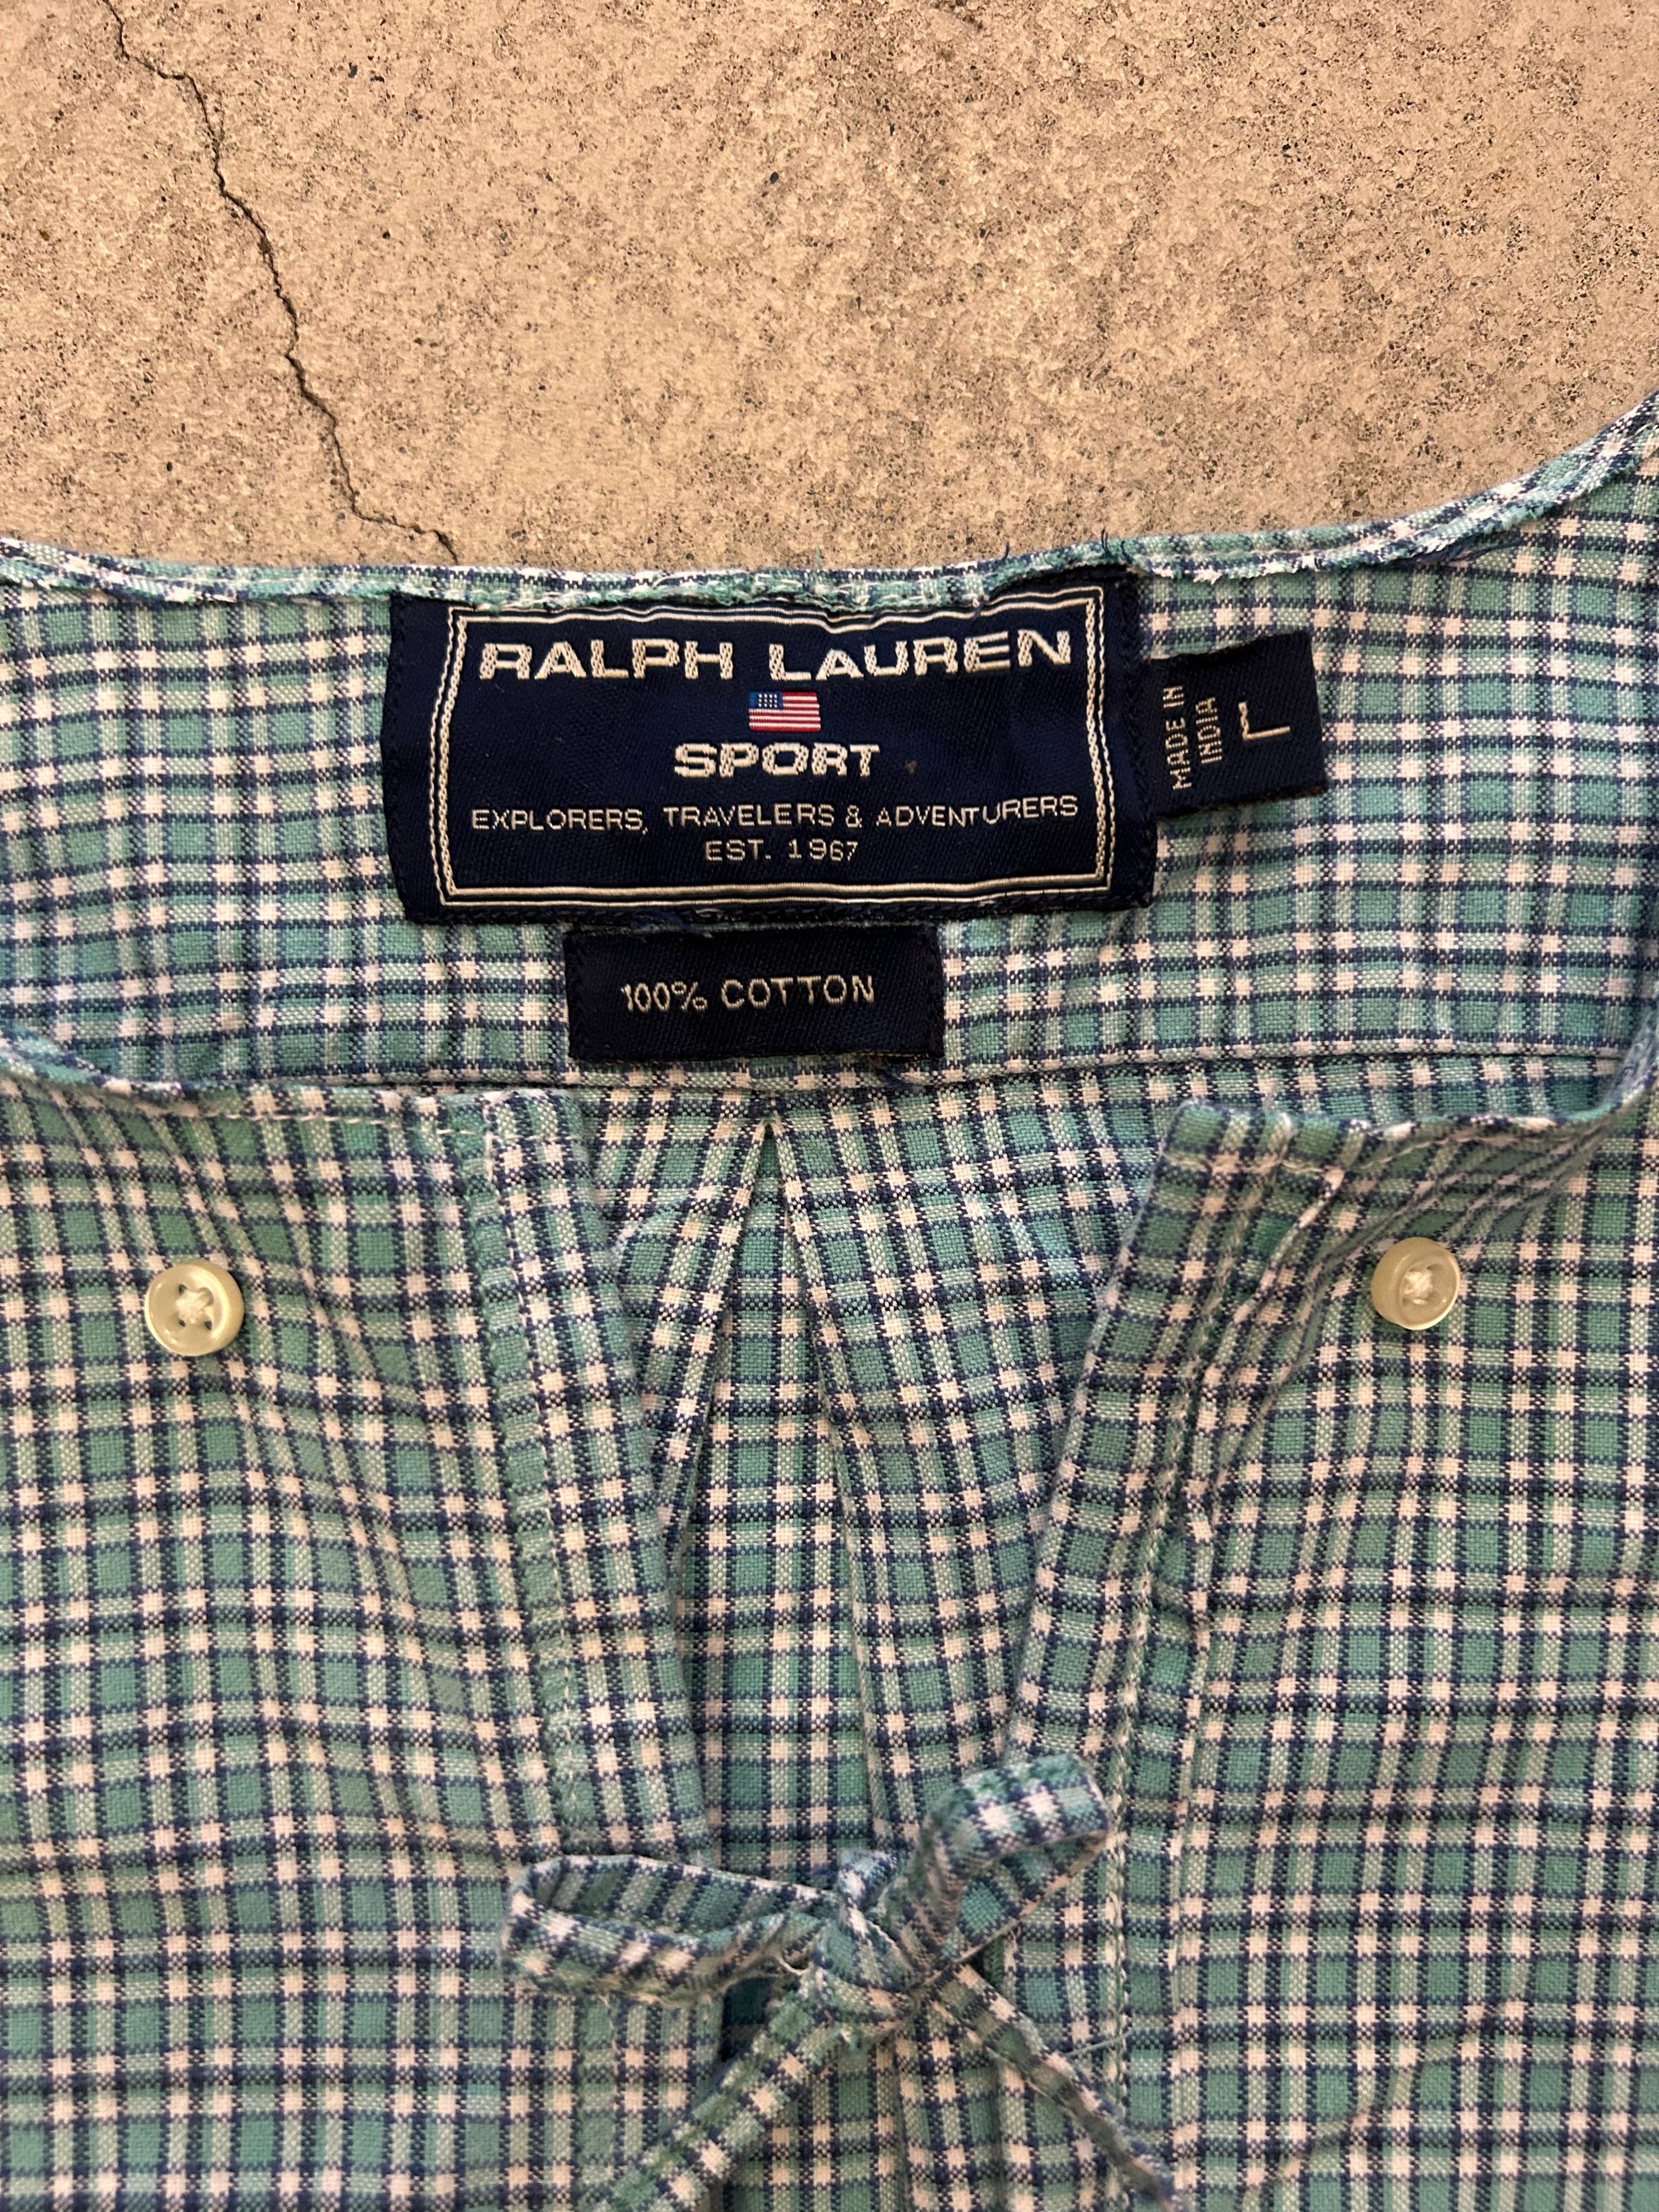 RALPH LAUREN
SPORT
EXPLORERS, TRAVELERS & ADVENTURERS
EST. 1967
MADE IN
INDIA
L
100% COTTON